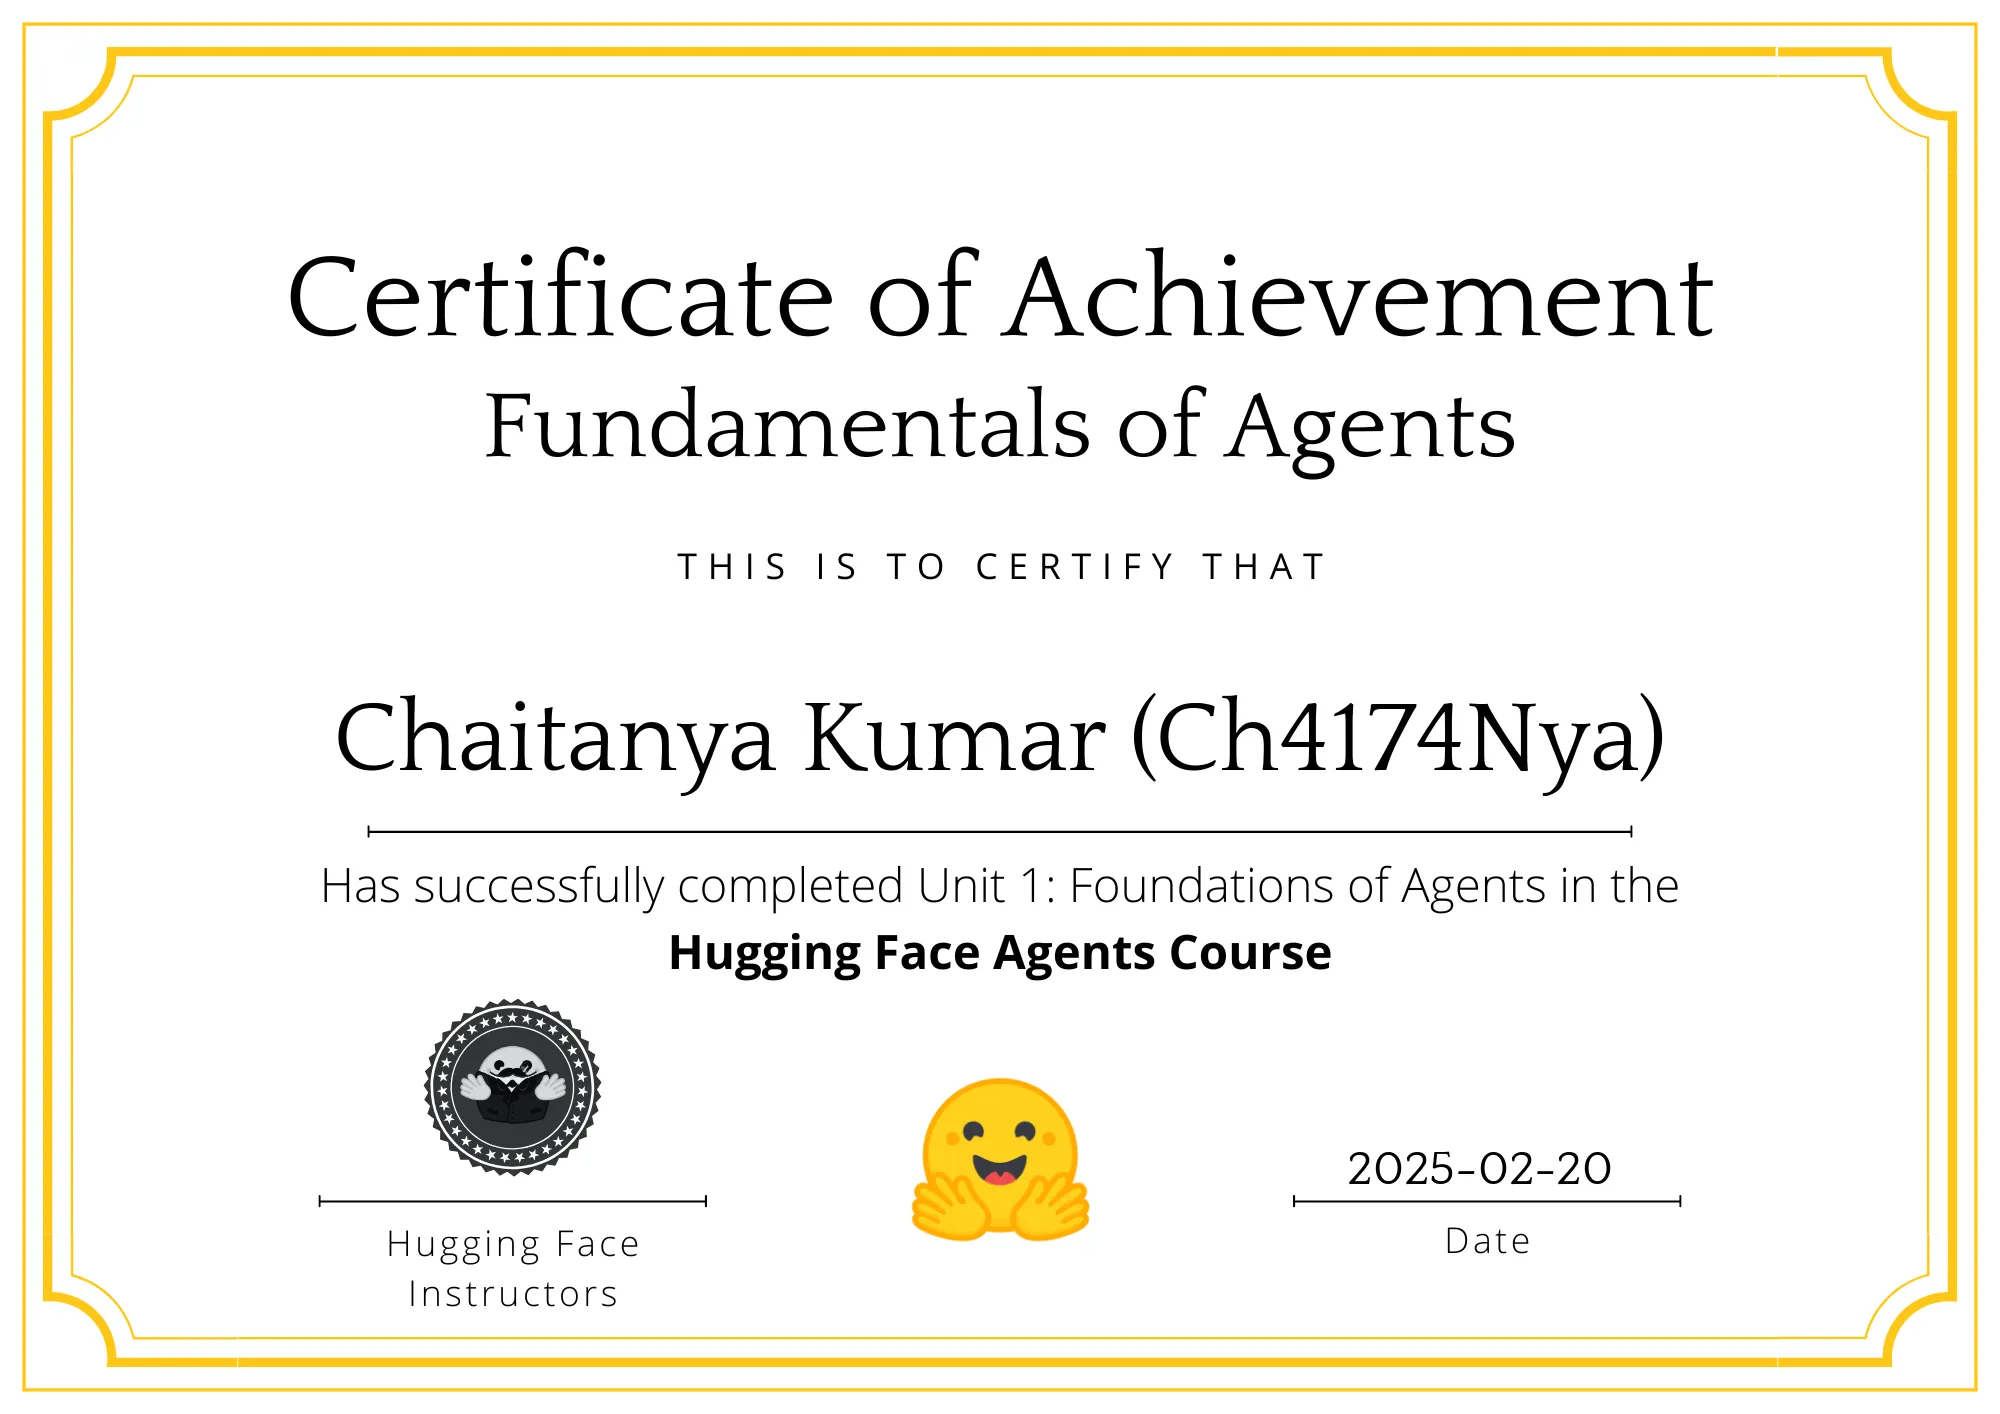 Certificate of Achievement
Fundamentals of Agents
THIS IS TO CERTIFY THAT
Chaitanya Kumar (Ch4174Nya)
Has successfully completed Unit 1: Foundations of Agents in the
Hugging Face Agents Course
2025-02-20
Hugging Face
Instructors
Date